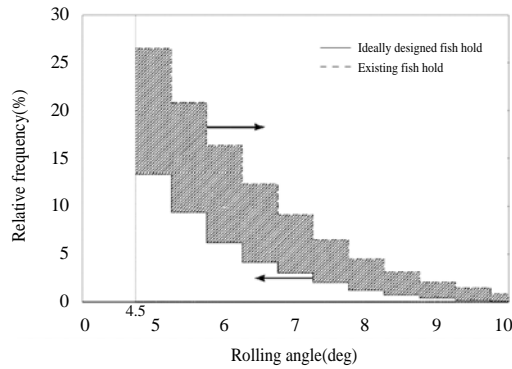 30
Ideally designed fish hold
Existing fish hold
25
20
15
10
5
0
Relative frequency(%)
0 4.5 5 6 7 8 9 10
Rolling angle(deg)